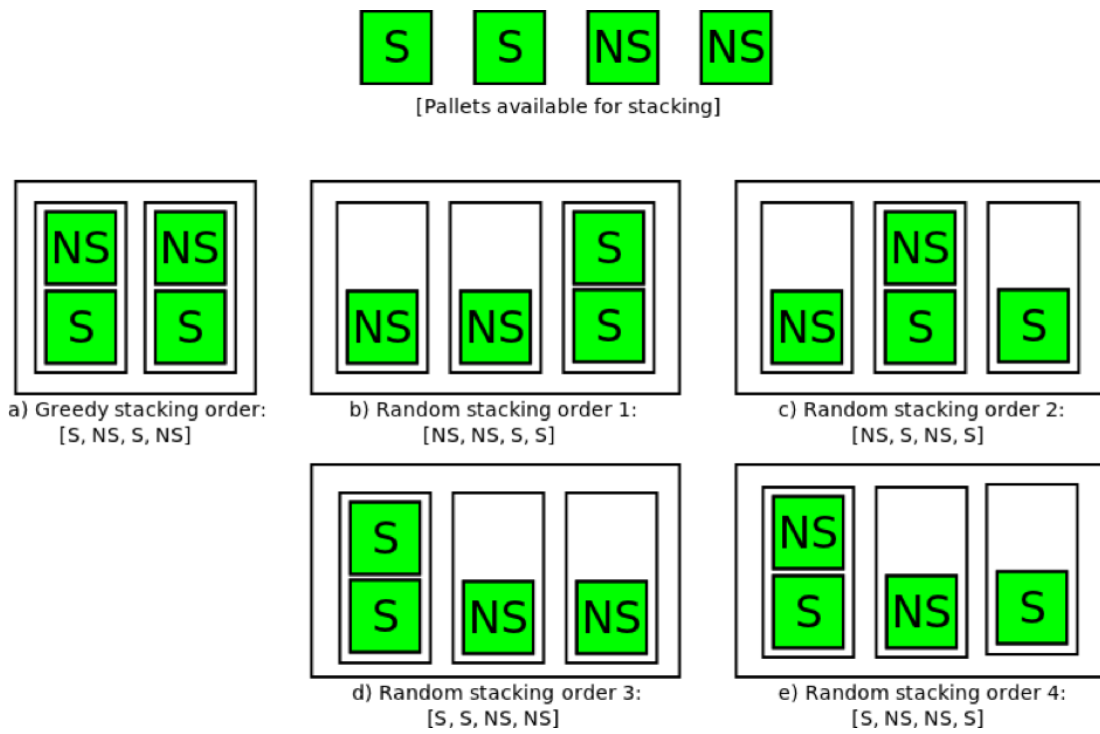 S S NS NS
[Pallets available for stacking]
NS NS
S S
a) Greedy stacking order:
[S, NS, S, NS]
S
NS NS S
b) Random stacking order 1:
[NS, NS, S, S]
NS
NS S S
c) Random stacking order 2:
[NS, S, NS, S]
S
S NS NS
d) Random stacking order 3:
[S, S, NS, NS]
NS
S NS S
e) Random stacking order 4:
[S, NS, NS, S]